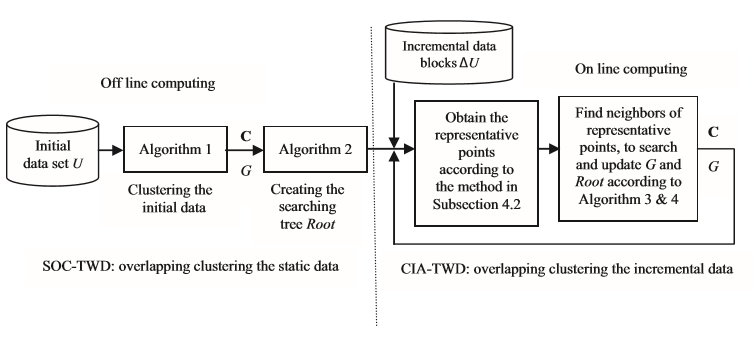 Off line computing
Initial
data set U
Algorithm 1
C
G
Algorithm 2
Clustering the
initial data
Creating the
searching
tree Root
SOC-TWD: overlapping clustering the static data
Incremental data
blocks ΔU
On line computing
Obtain the
representative
points
according to
the method in
Subsection 4.2
Find neighbors of
representative
points, to search
and update G and
Root according to
Algorithm 3 & 4
C
G
CIA-TWD: overlapping clustering the incremental data